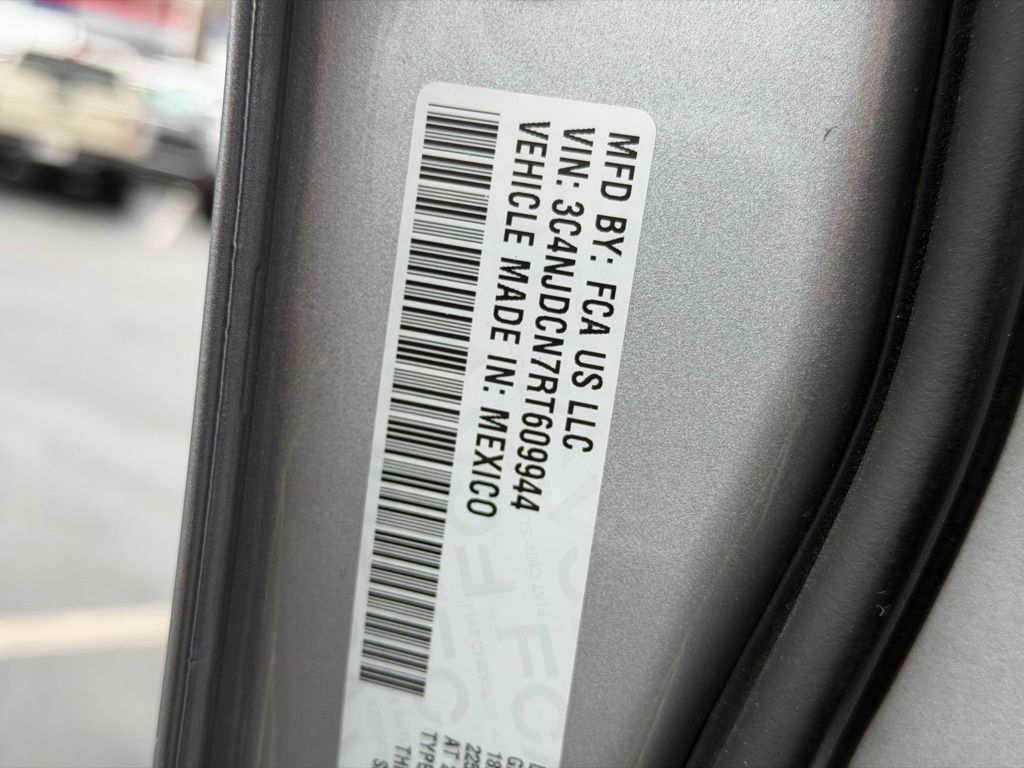 MFD BY: FCA US LLC
VIN: 3C4NJDCN7RT609944
VEHICLE MADE IN: MEXICO